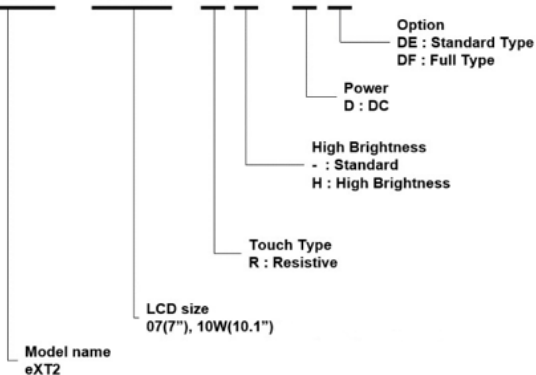 Option
DE : Standard Type
DF : Full Type
Power
D : DC
High Brightness
- : Standard
H : High Brightness
Touch Type
R : Resistive
LCD size
07(7”), 10W(10.1”)
Model name
eXT2